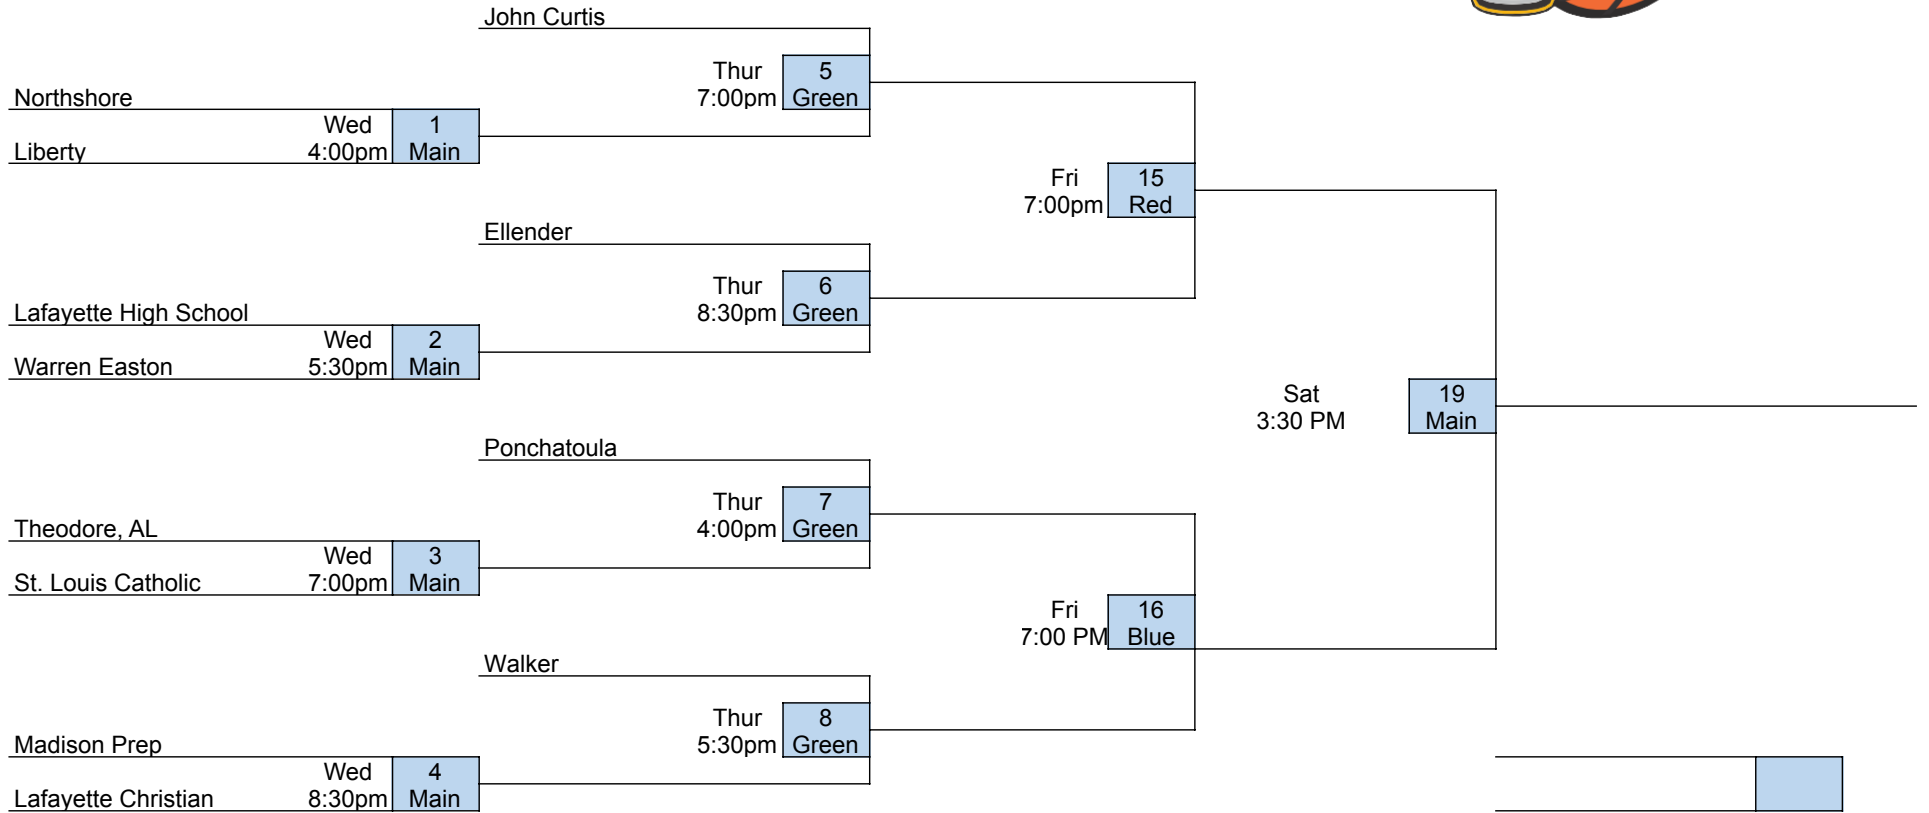 John Curtis
Thur 5
7:00pm Green
Northshore
Wed 1
Liberty 4:00pm Main
Fri 15
7:00pm Red
Ellender
Thur 6
8:30pm Green
Lafayette High School
Wed 2
Warren Easton 5:30pm Main
Sat 19
3:30 PM Main
Ponchatoula
Thur 7
4:00pm Green
Theodore, AL
Wed 3
St. Louis Catholic 7:00pm Main
Fri 16
7:00 PM Blue
Walker
Thur 8
5:30pm Green
Madison Prep
Wed 4
Lafayette Christian 8:30pm Main